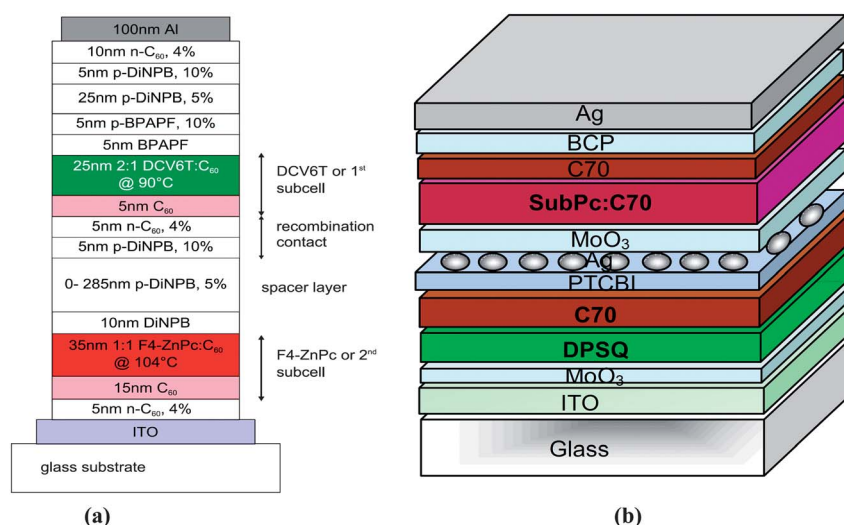 100nm Al
10nm n-C60, 4%
5nm p-DiNPB, 10%
25nm p-DiNPB, 5%
5nm p-BPAPF, 10%
5nm BPAPF
25nm 2:1 DCV6T:C60
@ 90°C
5nm C60
5nm n-C60, 4%
5nm p-DiNPB, 10%
0- 285nm p-DiNPB, 5%
10nm DiNPB
35nm 1:1 F4-ZnPc:C60
@ 104°C
15nm C60
5nm n-C60, 4%
ITO
glass substrate
DCV6T or 1st
subcell
recombination
contact
spacer layer
F4-ZnPc or 2nd
subcell
(a)
Ag
BCP
C70
SubPc:C70
MoO3
Ag
PTCBI
C70
DPSQ
MoO3
ITO
Glass
(b)